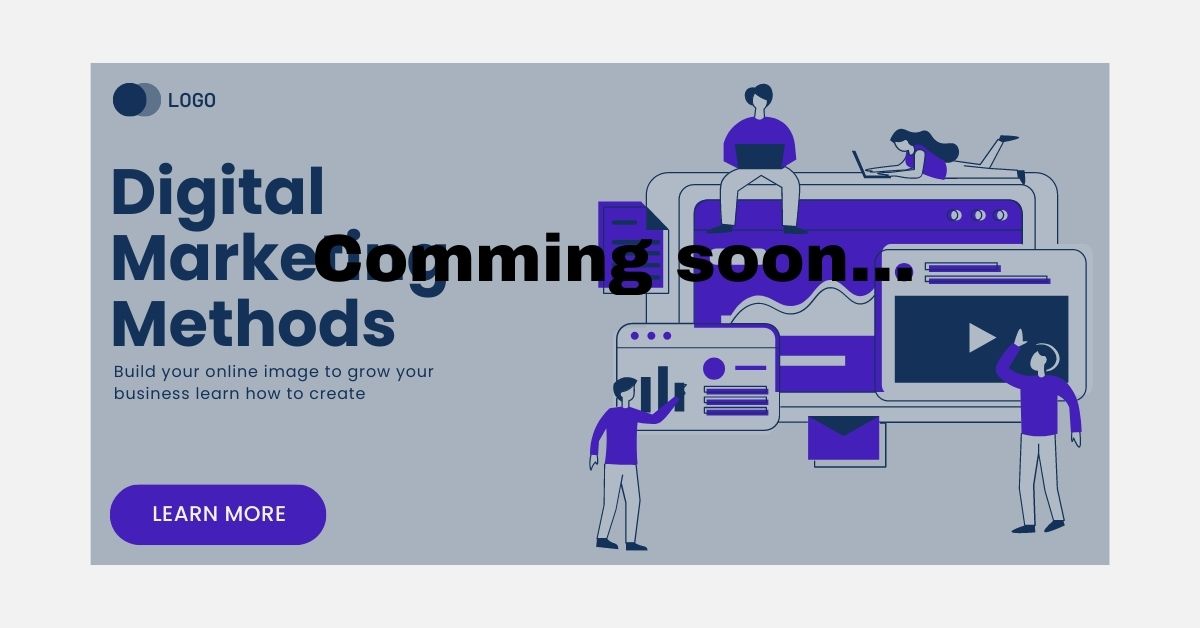 LOGO
Digital
Marketing
Methods
Comming soon...
Build your online image to grow your
business learn how to create
LEARN MORE